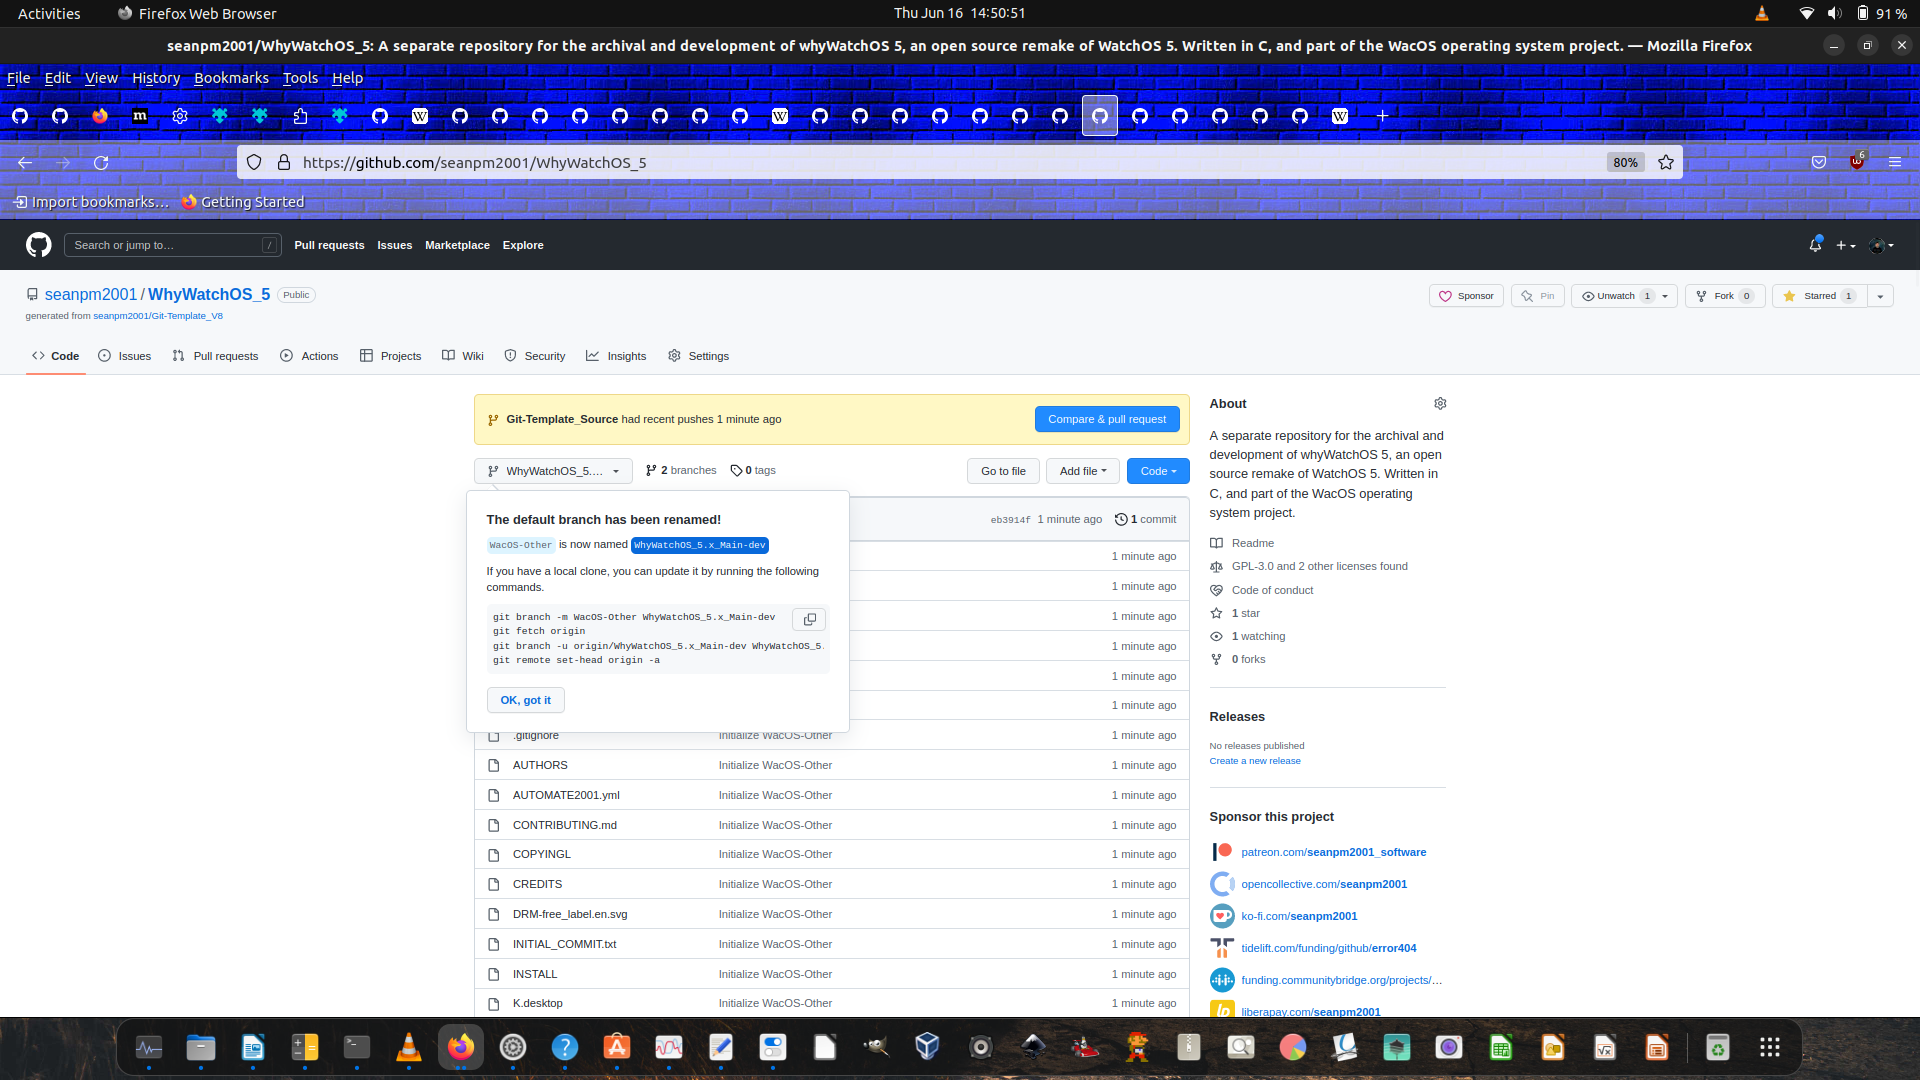 Activities
Firefox Web Browser
Thu Jun 16 14:50:51
91 %
seanpm2001/WhyWatchOS_5: A separate repository for the archival and development of whyWatchOS 5, an open source remake of WatchOS 5. Written in C, and part of the WacOS operating system project. — Mozilla Firefox
File Edit View History Bookmarks Tools Help
https://github.com/seanpm2001/WhyWatchOS_5
80%
6
Import bookmarks…
Getting Started
Search or jump to…
/
Pull requests
Issues
Marketplace
Explore
seanpm2001 / WhyWatchOS_5
Public
Sponsor
Pin
Unwatch 1
Fork 0
Starred 1
generated from seanpm2001/Git-Template_V8
Code
Issues
Pull requests
Actions
Projects
Wiki
Security
Insights
Settings
Git-Template_Source had recent pushes 1 minute ago
Compare & pull request
WhyWatchOS_5....
2 branches
0 tags
Go to file
Add file
Code
The default branch has been renamed!
WacOS-Other is now named WhyWatchOS_5.x_Main-dev
If you have a local clone, you can update it by running the following
commands.
git branch -m WacOS-Other WhyWatchOS_5.x_Main-dev
git fetch origin
git branch -u origin/WhyWatchOS_5.x_Main-dev WhyWatchOS_5.
git remote set-head origin -a
OK, got it
eb3914f 1 minute ago
1 commit
1 minute ago
1 minute ago
1 minute ago
1 minute ago
1 minute ago
1 minute ago
.gitignore Initialize WacOS-Other 1 minute ago
AUTHORS Initialize WacOS-Other 1 minute ago
AUTOMATE2001.yml Initialize WacOS-Other 1 minute ago
CONTRIBUTING.md Initialize WacOS-Other 1 minute ago
COPYINGL Initialize WacOS-Other 1 minute ago
CREDITS Initialize WacOS-Other 1 minute ago
DRM-free_label.en.svg Initialize WacOS-Other 1 minute ago
INITIAL_COMMIT.txt Initialize WacOS-Other 1 minute ago
INSTALL Initialize WacOS-Other 1 minute ago
K.desktop Initialize WacOS-Other 1 minute ago
About
A separate repository for the archival and
development of whyWatchOS 5, an open
source remake of WatchOS 5. Written in
C, and part of the WacOS operating
system project.
Readme
GPL-3.0 and 2 other licenses found
Code of conduct
1 star
1 watching
0 forks
Releases
No releases published
Create a new release
Sponsor this project
patreon.com/seanpm2001_software
opencollective.com/seanpm2001
ko-fi.com/seanpm2001
tidelift.com/funding/github/error404
funding.communitybridge.org/projects/…
liberapay.com/seanpm2001